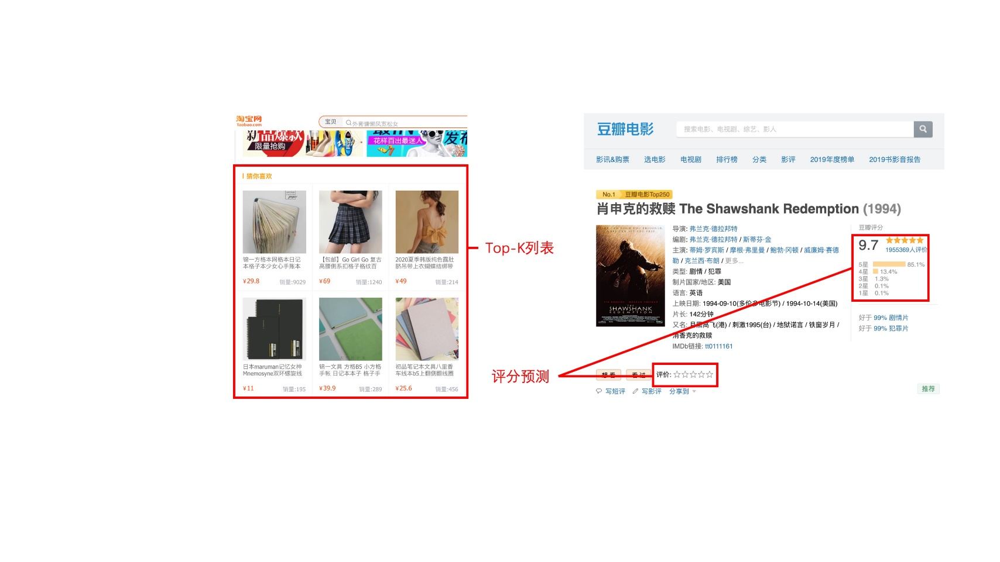 淘宝网
Taobao.com
宝贝
外套慵懒风宽松女
新品爆款
限量抢购
花样百出最迷人
发布
猜你喜欢
锦一方格本网格本日记
本格子本少女心手账本
¥29.8 销量:9029
【包邮】Go Girl Go 复古
高腰侧系扣格子格纹百
¥69 销量:1240
2020夏季韩版纯色露肚
脐吊带上衣蝴蝶结绑带
¥49 销量:214
日本maruman记忆女神
Mnemosyne双环螺旋线
¥11 销量:195
锦一文具 方格B5 小方格
手帐 日记本本子 格子手
¥39.9 销量:289
初品笔记本文具八里香
车线本b5上翻侧翻线圈
¥25.6 销量:456
Top-K列表
评分预测
豆瓣电影
搜索电影、电视剧、综艺、影人
影讯&购票 选电影 电视剧 排行榜 分类 影评 2019年度榜单 2019书影音报告
No.1 豆瓣电影Top250
肖申克的救赎 The Shawshank Redemption (1994)
THE
SHAWSHANK
REDEMPTION
导演: 弗兰克·德拉邦特
编剧: 弗兰克·德拉邦特 / 斯蒂芬·金
主演: 蒂姆·罗宾斯 / 摩根·弗里曼 / 鲍勃·冈顿 / 威廉姆·赛德
勒 / 克兰西·布朗 / 更多...
类型: 剧情 / 犯罪
制片国家/地区: 美国
语言: 英语
上映日期: 1994-09-10(多伦多电影节) / 1994-10-14(美国)
片长: 142分钟
又名: 月黑高飞(港) / 刺激1995(台) / 地狱诺言 / 铁窗岁月 /
消香克的救赎
IMDb链接: tt0111161
豆瓣评分
9.7
1955369人评价
5星 85.1%
4星 13.4%
3星 1.3%
2星 0.1%
1星 0.1%
好于 99% 剧情片
好于 99% 犯罪片
想看 看过 评价:
写短评 写影评 分享到
推荐